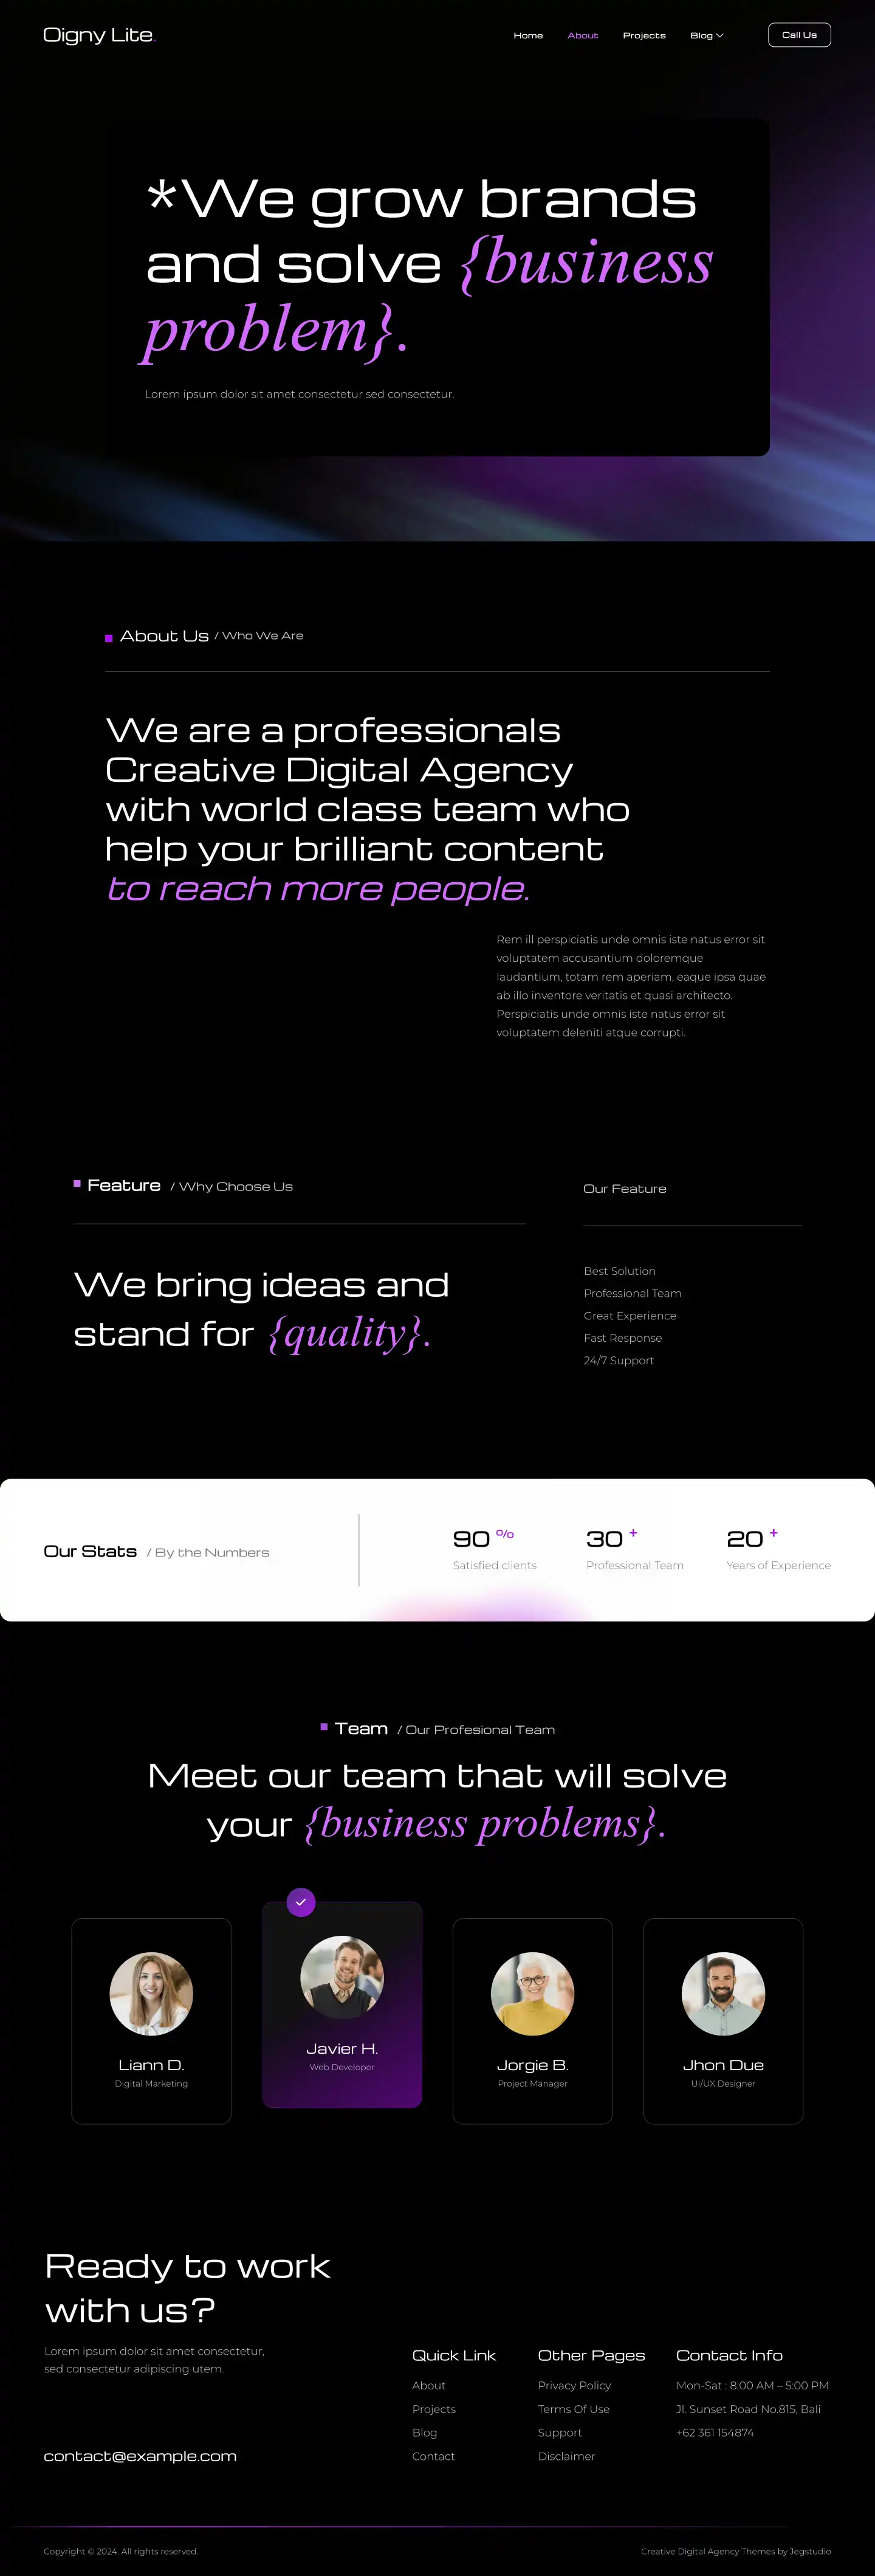 Oigny Lite.
Home About Projects Blog Call Us
*We grow brands
and solve {business
problem}.
Lorem ipsum dolor sit amet consectetur sed consectetur.
About Us / Who We Are
We are a professionals
Creative Digital Agency
with world class team who
help your brilliant content
to reach more people.
Rem ill perspiciatis unde omnis iste natus error sit
voluptatem accusantium doloremque
laudantium, totam rem aperiam, eaque ipsa quae
ab illo inventore veritatis et quasi architecto.
Perspiciatis unde omnis iste natus error sit
voluptatem deleniti atque corrupti.
Feature / Why Choose Us
We bring ideas and
stand for {quality}.
Our Feature
Best Solution
Professional Team
Great Experience
Fast Response
24/7 Support
Our Stats / By the Numbers
90 %
Satisfied clients
30 +
Professional Team
20 +
Years of Experience
Team / Our Profesional Team
Meet our team that will solve
your {business problems}.
Liann D.
Digital Marketing
Javier H.
Web Developer
Jorgie B.
Project Manager
Jhon Due
UI/UX Designer
Ready to work
with us?
Lorem ipsum dolor sit amet consectetur,
sed consectetur adipiscing utem.
contact@example.com
Quick Link
About
Projects
Blog
Contact
Other Pages
Privacy Policy
Terms Of Use
Support
Disclaimer
Contact Info
Mon-Sat : 8:00 AM – 5:00 PM
Jl. Sunset Road No.815, Bali
+62 361 154874
Copyright © 2024. All rights reserved.
Creative Digital Agency Themes by Jegstudio